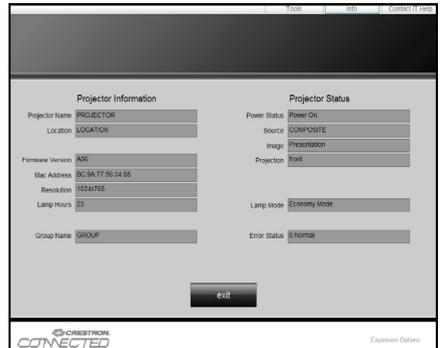 Tools Info Contact IT Help
Projector Information
Projector Name PROJECTOR
Location LOCATION
Firmware Version A06
Mac Address BC:9A:77:56:34:B8
Resolution 1024x768
Lamp Hours 23
Group Name GROUP
Projector Status
Power Status Power On
Source COMPOSITE
Image Presentation
Projection front
Lamp Mode Economy Mode
Error Status 0:Normal
exit
CRESTRON.
CONNECTED
Expansion Options